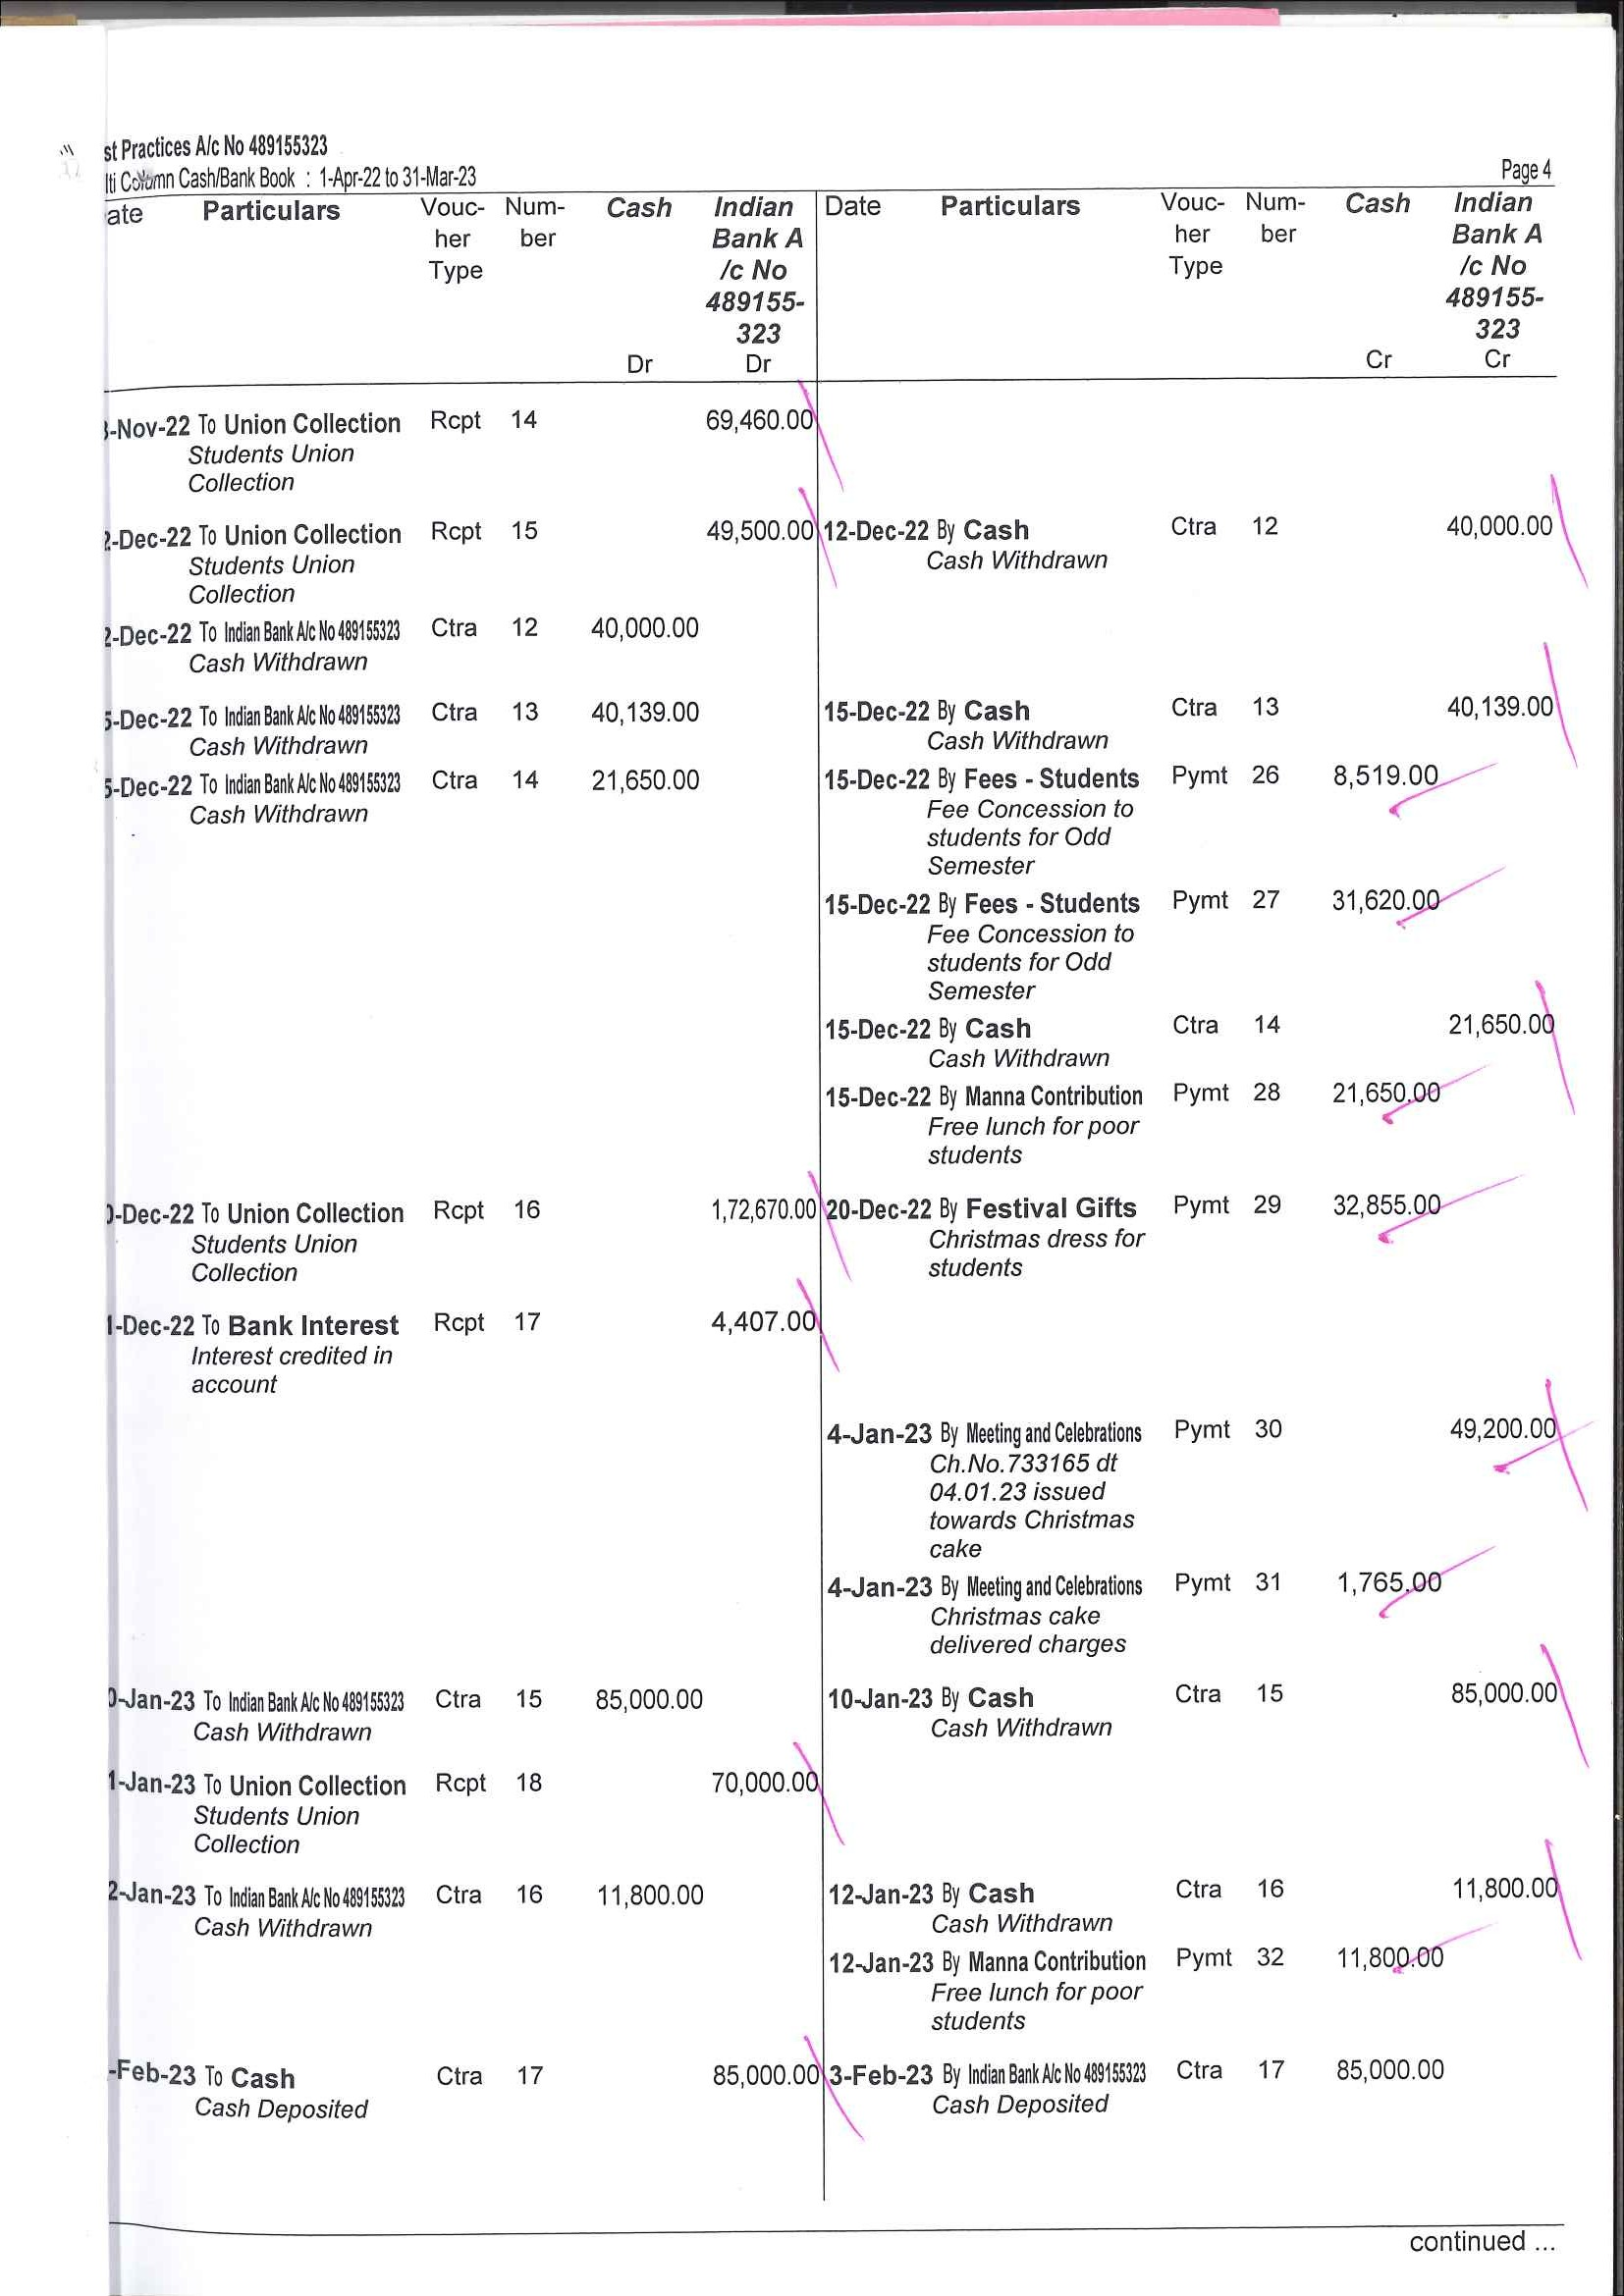 st Practices A/c No 489155323
lti Column Cash/Bank Book : 1-Apr-22 to 31-Mar-23 Page 4
ate Particulars Vouc- Num- Cash Indian Date Particulars Vouc- Num- Cash Indian
her ber Bank A her ber Bank A
Type /c No Type /c No
489155- 489155-
323 323
Dr Dr Cr Cr
-Nov-22 To Union Collection Rcpt 14 69,460.00
Students Union
Collection
2-Dec-22 To Union Collection Rcpt 15 49,500.00 12-Dec-22 By Cash Ctra 12 40,000.00
Students Union Cash Withdrawn
Collection
2-Dec-22 To Indian Bank A/c No 489155323 Ctra 12 40,000.00
Cash Withdrawn
5-Dec-22 To Indian Bank A/c No 489155323 Ctra 13 40,139.00 15-Dec-22 By Cash Ctra 13 40,139.00
Cash Withdrawn Cash Withdrawn
5-Dec-22 To Indian Bank A/c No 489155323 Ctra 14 21,650.00 15-Dec-22 By Fees - Students Pymt 26 8,519.00
Cash Withdrawn Fee Concession to
students for Odd
Semester
15-Dec-22 By Fees - Students Pymt 27 31,620.00
Fee Concession to
students for Odd
Semester
15-Dec-22 By Cash Ctra 14 21,650.00
Cash Withdrawn
15-Dec-22 By Manna Contribution Pymt 28 21,650.00
Free lunch for poor
students
0-Dec-22 To Union Collection Rcpt 16 1,72,670.00 20-Dec-22 By Festival Gifts Pymt 29 32,855.00
Students Union Christmas dress for
Collection students
1-Dec-22 To Bank Interest Rcpt 17 4,407.00
Interest credited in
account
4-Jan-23 By Meeting and Celebrations Pymt 30 49,200.00
Ch.No.733165 dt
04.01.23 issued
towards Christmas
cake
4-Jan-23 By Meeting and Celebrations Pymt 31 1,765.00
Christmas cake
delivered charges
0-Jan-23 To Indian Bank A/c No 489155323 Ctra 15 85,000.00 10-Jan-23 By Cash Ctra 15 85,000.00
Cash Withdrawn Cash Withdrawn
1-Jan-23 To Union Collection Rcpt 18 70,000.00
Students Union
Collection
2-Jan-23 To Indian Bank A/c No 489155323 Ctra 16 11,800.00 12-Jan-23 By Cash Ctra 16 11,800.00
Cash Withdrawn Cash Withdrawn
12-Jan-23 By Manna Contribution Pymt 32 11,800.00
Free lunch for poor
students
-Feb-23 To Cash Ctra 17 85,000.00 3-Feb-23 By Indian Bank A/c No 489155323 Ctra 17 85,000.00
Cash Deposited Cash Deposited
continued ...